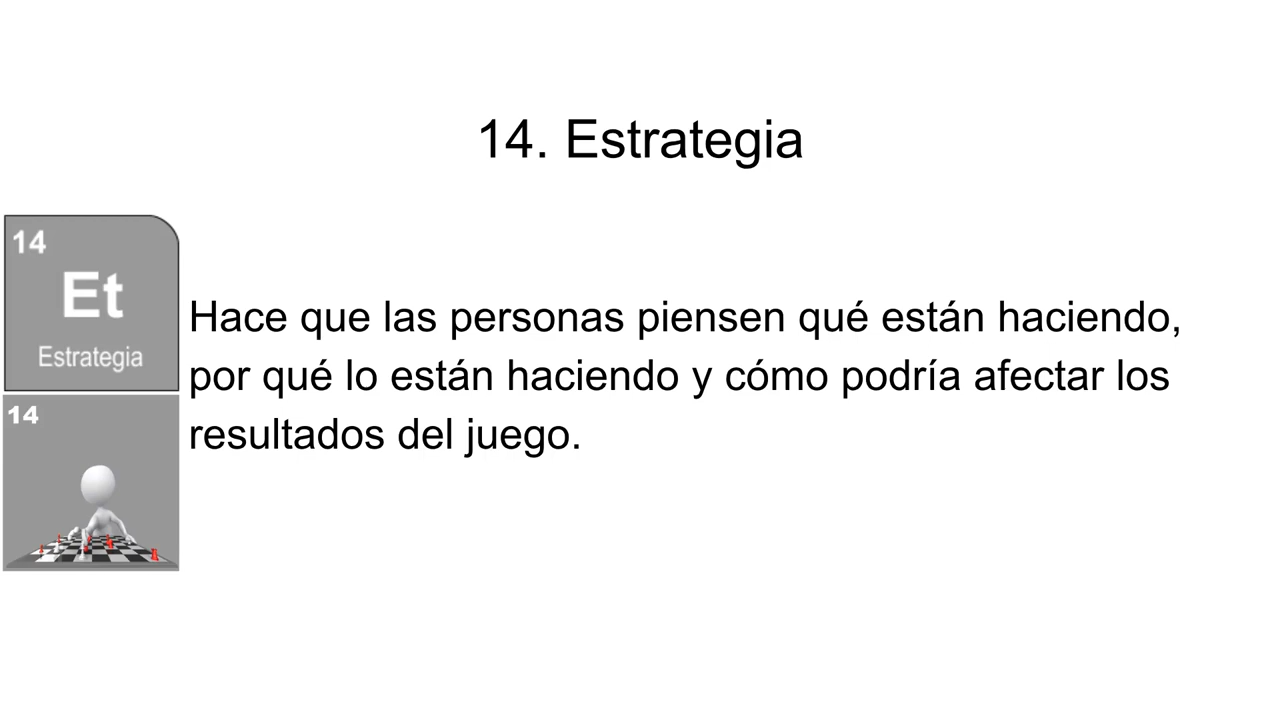 14. Estrategia
14
Et
Estrategia
Hace que las personas piensen qué están haciendo,
por qué lo están haciendo y cómo podría afectar los
resultados del juego.
14